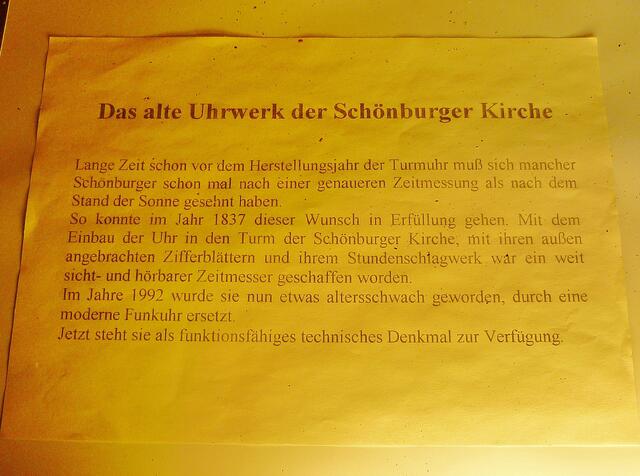 Das alte Uhrwerk der Schönburger Kirche
Lange Zeit schon vor dem Herstellungsjahr der Turmuhr muß sich mancher
Schönburger schon mal nach einer genaueren Zeitmessung als nach dem
Stand der Sonne gesehnt haben.
So konnte im Jahr 1837 dieser Wunsch in Erfüllung gehen. Mit dem
Einbau der Uhr in den Turm der Schönburger Kirche, mit ihren außen
angebrachten Zifferblättern und ihrem Stundenschlagwerk war ein weit
sicht- und hörbarer Zeitmesser geschaffen worden.
Im Jahre 1992 wurde sie nun etwas altersschwach geworden, durch eine
moderne Funkuhr ersetzt.
Jetzt steht sie als funktionsfähiges technisches Denkmal zur Verfügung.